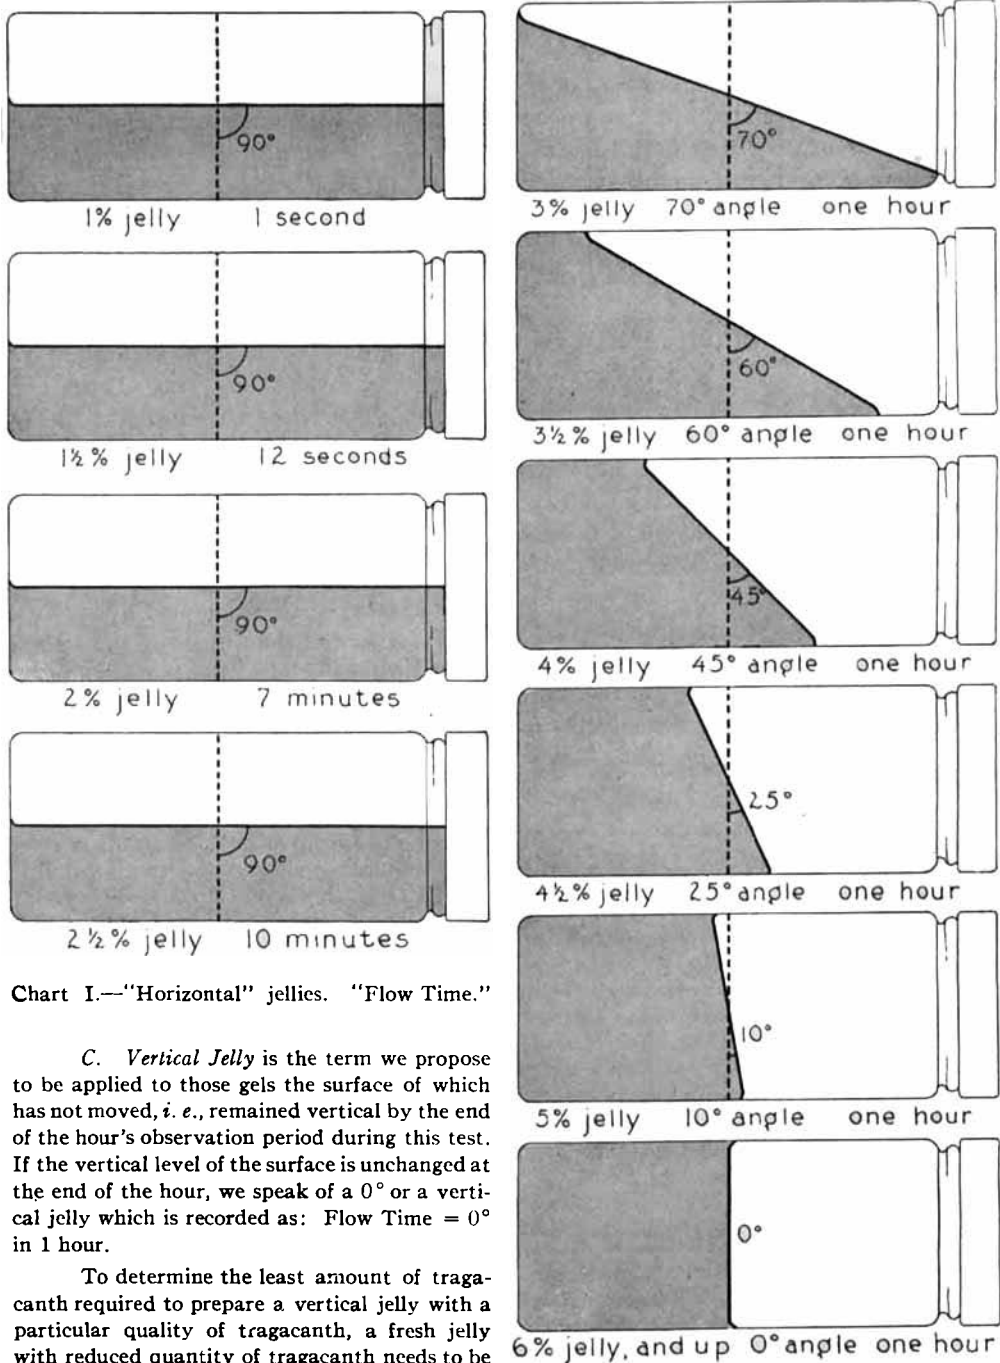 90°
1% jelly 1 second
90°
1½% jelly 12 seconds
90°
2% jelly 7 minutes
90°
2½% jelly 10 minutes
Chart I.—"Horizontal" jellies. "Flow Time."
C. Vertical Jelly is the term we propose
to be applied to those gels the surface of which
has not moved, i. e., remained vertical by the end
of the hour's observation period during this test.
If the vertical level of the surface is unchanged at
the end of the hour, we speak of a 0° or a verti-
cal jelly which is recorded as: Flow Time = 0°
in 1 hour.
To determine the least amount of traga-
canth required to prepare a vertical jelly with a
particular quality of tragacanth, a fresh jelly
with reduced quantity of tragacanth needs to be
70°
3% jelly 70° angle one hour
60°
3½% jelly 60° angle one hour
45°
4% jelly 45° angle one hour
25°
4½% jelly 25° angle one hour
10°
5% jelly 10° angle one hour
0°
6% jelly, and up 0° angle one hour